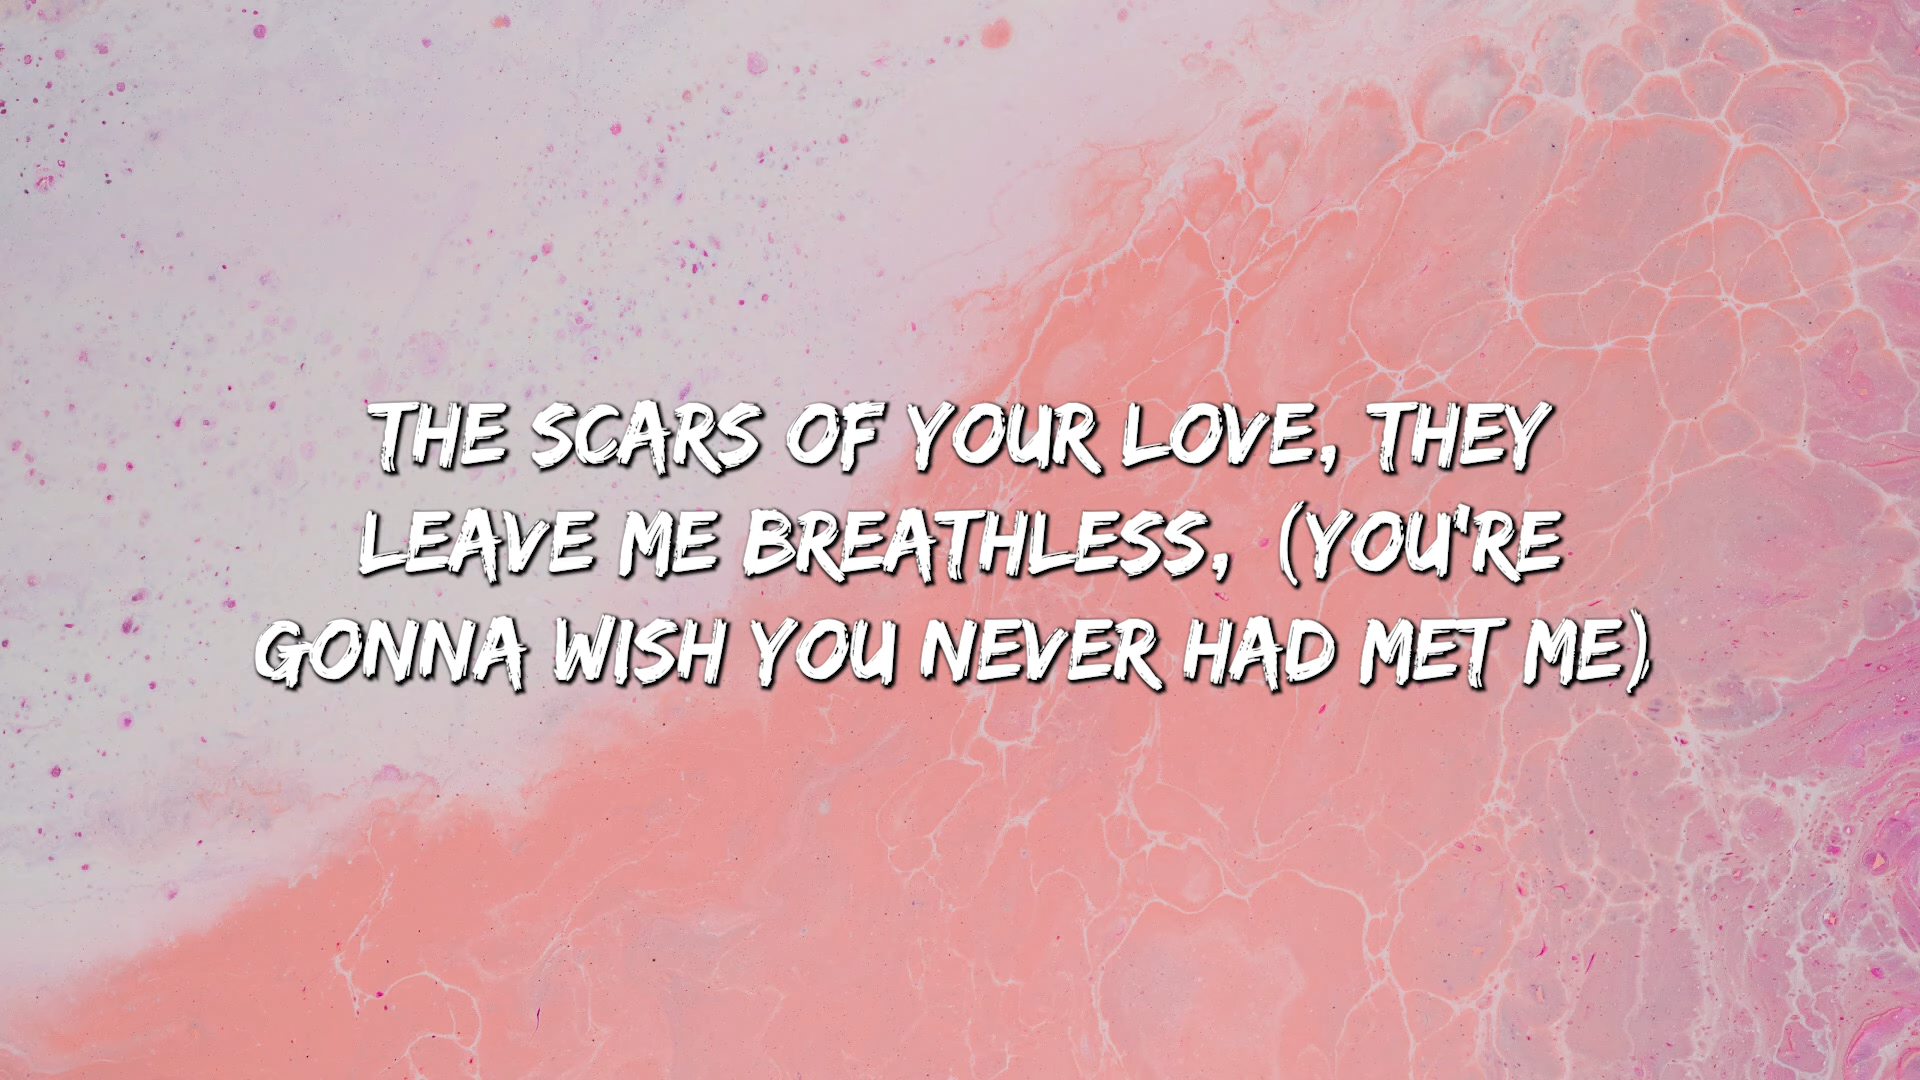 THE SCARS OF YOUR LOVE, THEY
LEAVE ME BREATHLESS, (YOU'RE
GONNA WISH YOU NEVER HAD MET ME)